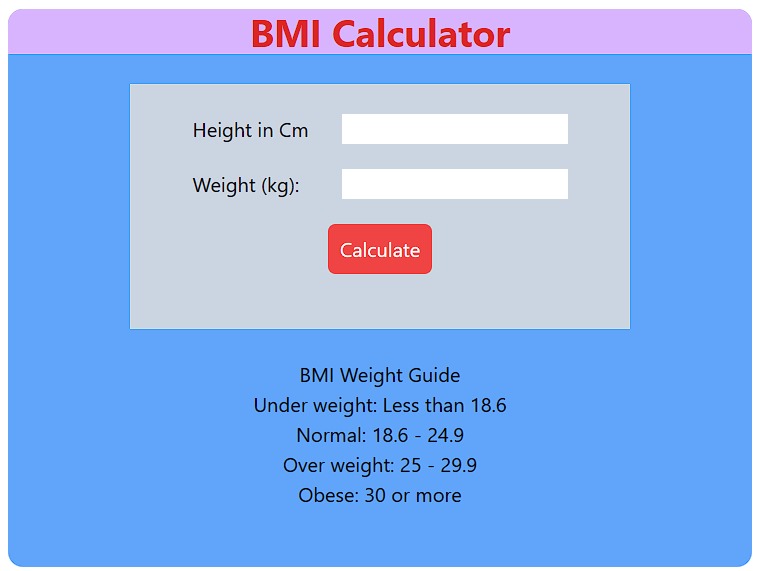 BMI Calculator
Height in Cm
Weight (kg):
Calculate
BMI Weight Guide
Under weight: Less than 18.6
Normal: 18.6 - 24.9
Over weight: 25 - 29.9
Obese: 30 or more